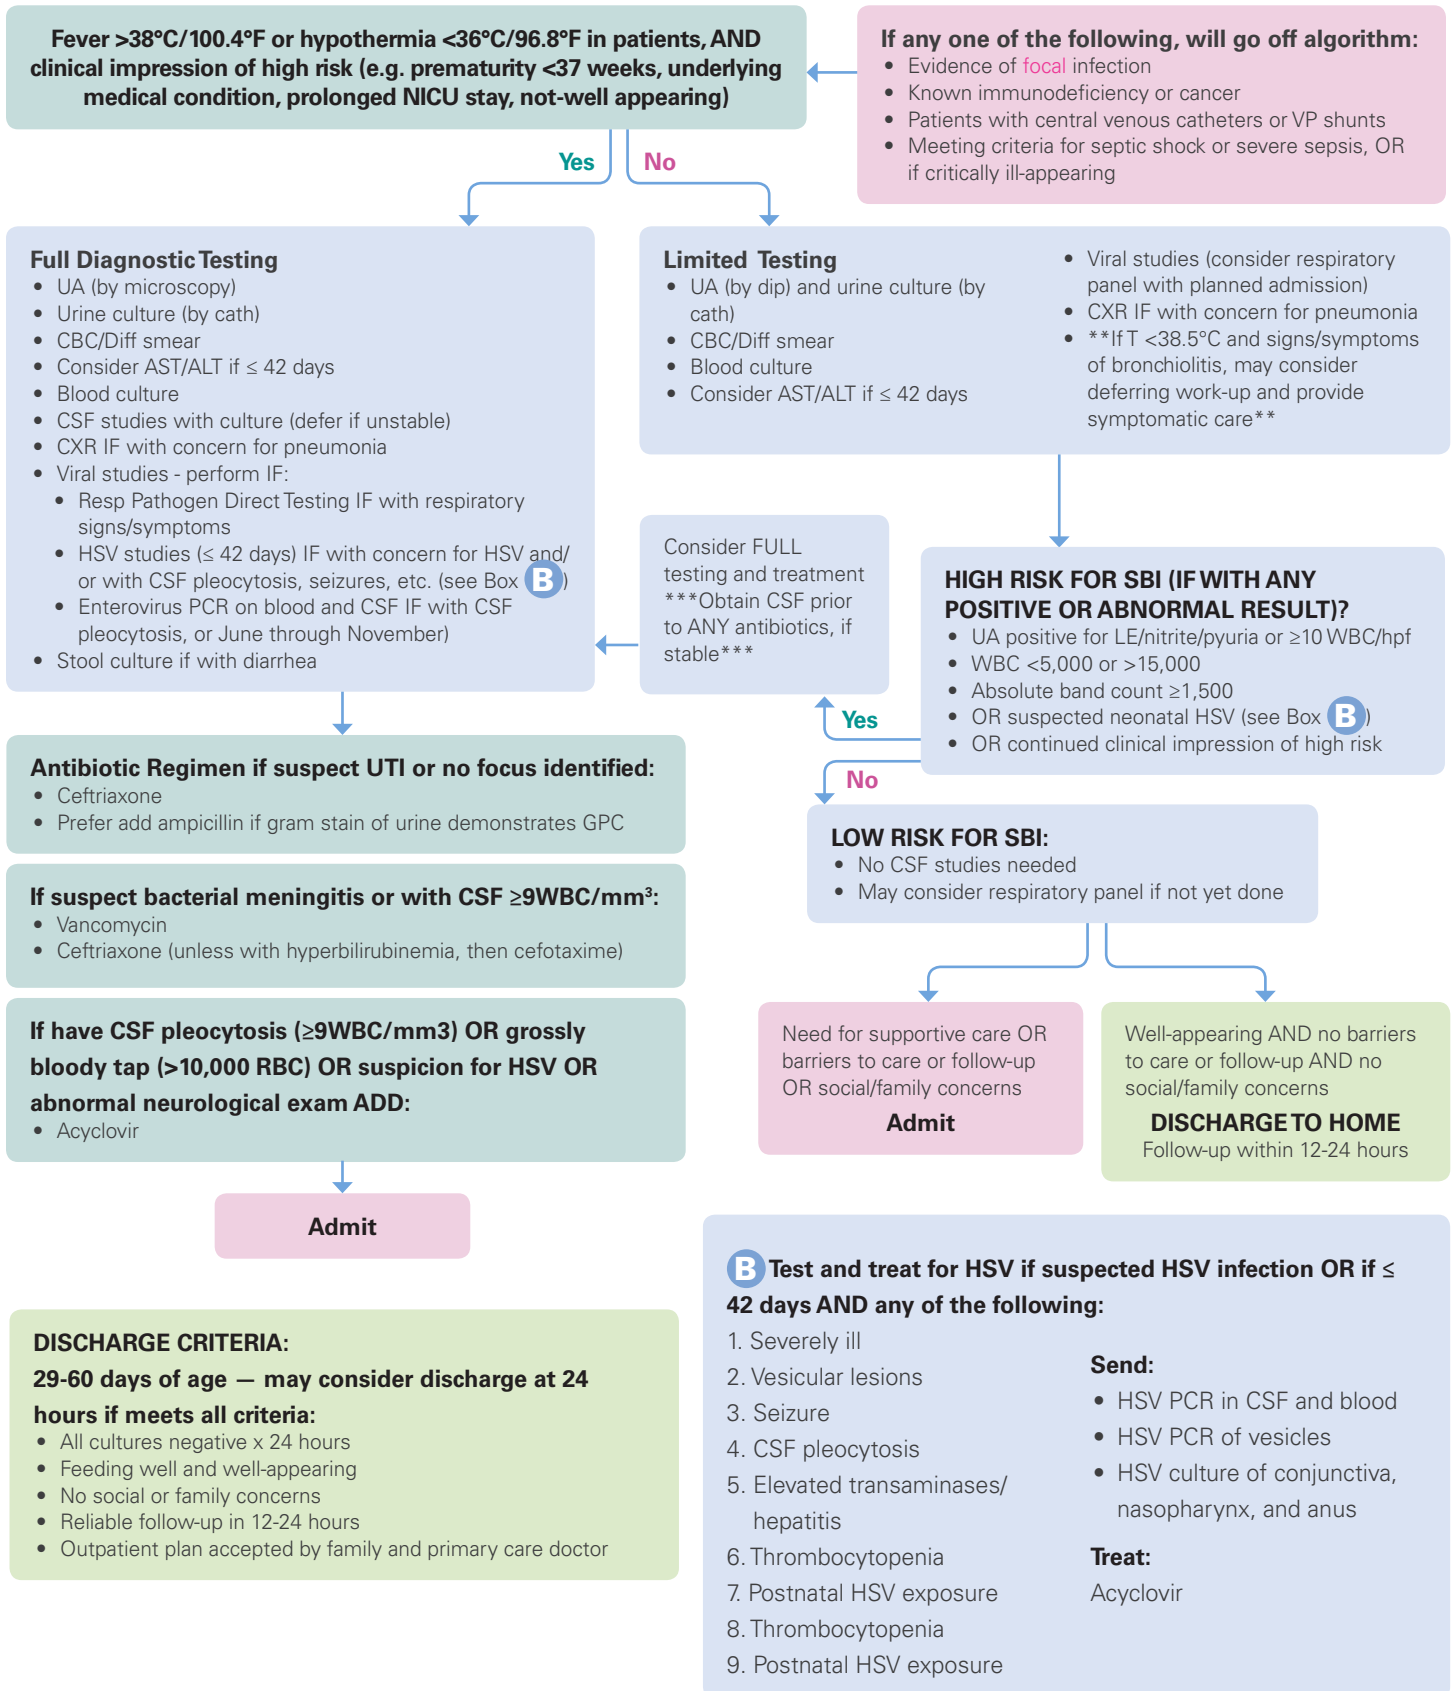 Fever >38°C/100.4°F or hypothermia <36°C/96.8°F in patients, AND
clinical impression of high risk (e.g. prematurity <37 weeks, underlying
medical condition, prolonged NICU stay, not-well appearing)
If any one of the following, will go off algorithm:
• Evidence of focal infection
• Known immunodeficiency or cancer
• Patients with central venous catheters or VP shunts
• Meeting criteria for septic shock or severe sepsis, OR
if critically ill-appearing
Yes
No
Full Diagnostic Testing
• UA (by microscopy)
• Urine culture (by cath)
• CBC/Diff smear
• Consider AST/ALT if ≤ 42 days
• Blood culture
• CSF studies with culture (defer if unstable)
• CXR IF with concern for pneumonia
• Viral studies - perform IF:
• Resp Pathogen Direct Testing IF with respiratory
signs/symptoms
• HSV studies (≤ 42 days) IF with concern for HSV and/
or with CSF pleocytosis, seizures, etc. (see Box B)
• Enterovirus PCR on blood and CSF IF with CSF
pleocytosis, or June through November)
• Stool culture if with diarrhea
Limited Testing
• UA (by dip) and urine culture (by
cath)
• CBC/Diff smear
• Blood culture
• Consider AST/ALT if ≤ 42 days
• Viral studies (consider respiratory
panel with planned admission)
• CXR IF with concern for pneumonia
• **If T <38.5°C and signs/symptoms
of bronchiolitis, may consider
deferring work-up and provide
symptomatic care**
Consider FULL
testing and treatment
***Obtain CSF prior
to ANY antibiotics, if
stable***
HIGH RISK FOR SBI (IF WITH ANY
POSITIVE OR ABNORMAL RESULT)?
• UA positive for LE/nitrite/pyuria or ≥10 WBC/hpf
• WBC <5,000 or >15,000
• Absolute band count ≥1,500
• OR suspected neonatal HSV (see Box B)
• OR continued clinical impression of high risk
Yes
No
Antibiotic Regimen if suspect UTI or no focus identified:
• Ceftriaxone
• Prefer add ampicillin if gram stain of urine demonstrates GPC
If suspect bacterial meningitis or with CSF ≥9WBC/mm³:
• Vancomycin
• Ceftriaxone (unless with hyperbilirubinemia, then cefotaxime)
If have CSF pleocytosis (≥9WBC/mm3) OR grossly
bloody tap (>10,000 RBC) OR suspicion for HSV OR
abnormal neurological exam ADD:
• Acyclovir
Admit
LOW RISK FOR SBI:
• No CSF studies needed
• May consider respiratory panel if not yet done
Need for supportive care OR
barriers to care or follow-up
OR social/family concerns
Admit
Well-appearing AND no barriers
to care or follow-up AND no
social/family concerns
DISCHARGE TO HOME
Follow-up within 12-24 hours
DISCHARGE CRITERIA:
29-60 days of age — may consider discharge at 24
hours if meets all criteria:
• All cultures negative x 24 hours
• Feeding well and well-appearing
• No social or family concerns
• Reliable follow-up in 12-24 hours
• Outpatient plan accepted by family and primary care doctor
B Test and treat for HSV if suspected HSV infection OR if ≤
42 days AND any of the following:
1. Severely ill
2. Vesicular lesions
3. Seizure
4. CSF pleocytosis
5. Elevated transaminases/
hepatitis
6. Thrombocytopenia
7. Postnatal HSV exposure
8. Thrombocytopenia
9. Postnatal HSV exposure
Send:
• HSV PCR in CSF and blood
• HSV PCR of vesicles
• HSV culture of conjunctiva,
nasopharynx, and anus
Treat:
Acyclovir